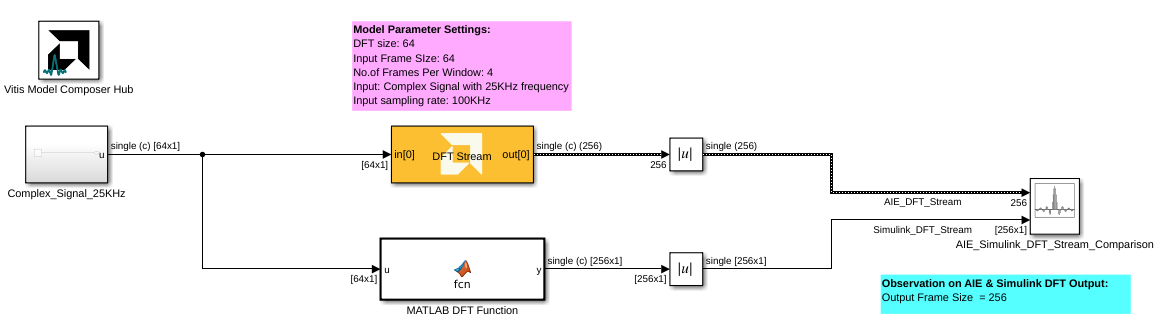 Model Parameter Settings:
DFT size: 64
Input Frame SIze: 64
No.of Frames Per Window: 4
Input: Complex Signal with 25KHz frequency
Input sampling rate: 100KHz
Vitis Model Composer Hub
u
single (c) [64x1]
Complex_Signal_25KHz
[64x1]
in[0]
DFT Stream
out[0]
single (c) (256)
256
|u|
single (256)
AIE_DFT_Stream
256
Simulink_DFT_Stream
[256x1]
AIE_Simulink_DFT_Stream_Comparison
[64x1]
u
fcn
y
MATLAB DFT Function
single (c) [256x1]
[256x1]
|u|
single [256x1]
Observation on AIE & Simulink DFT Output:
Output Frame Size = 256